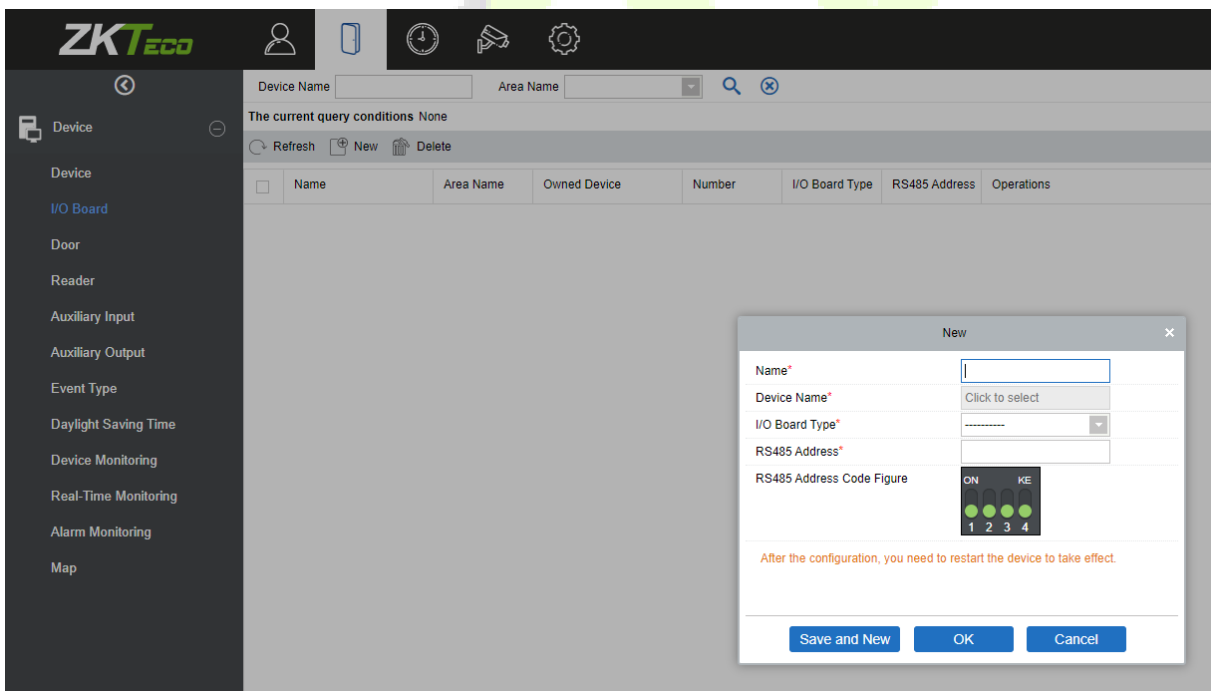 ZKTECO
Device Name
Area Name
The current query conditions None
Refresh
New
Delete
Name
Area Name
Owned Device
Number
I/O Board Type
RS485 Address
Operations
Device
Device
I/O Board
Door
Reader
Auxiliary Input
Auxiliary Output
Event Type
Daylight Saving Time
Device Monitoring
Real-Time Monitoring
Alarm Monitoring
Map
New
Name*
Device Name*
Click to select
I/O Board Type*
----------
RS485 Address*
RS485 Address Code Figure
ON KE
1 2 3 4
After the configuration, you need to restart the device to take effect.
Save and New
OK
Cancel